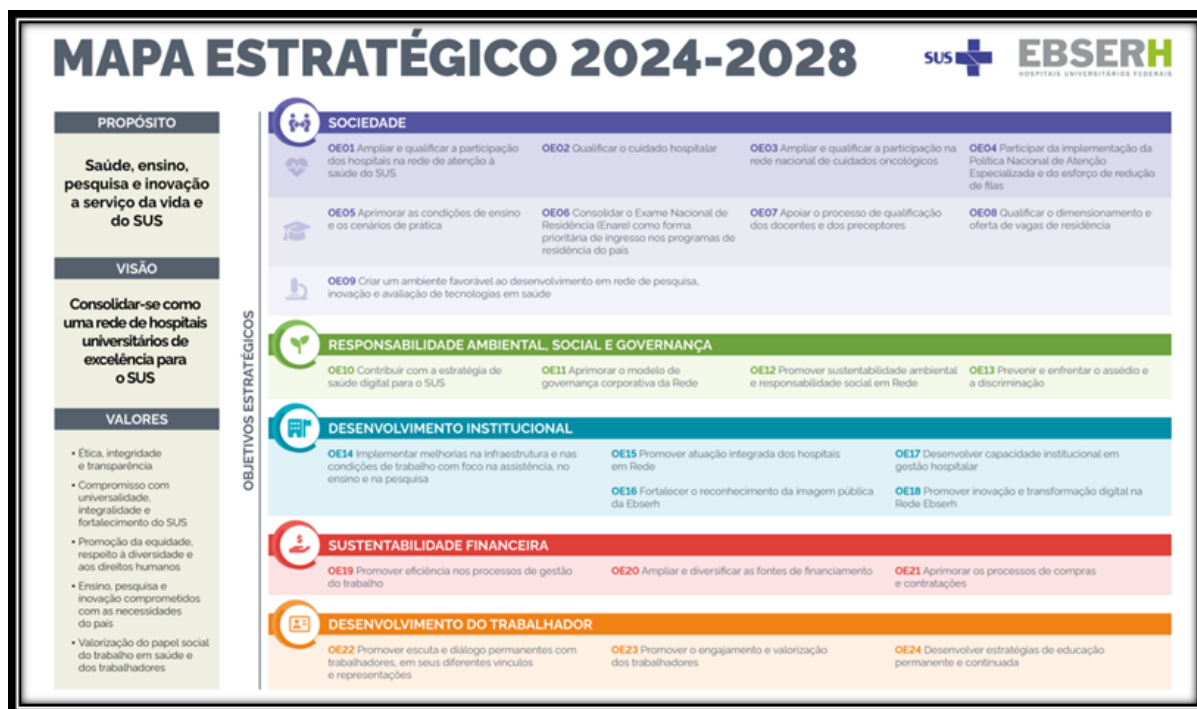 MAPA ESTRATÉGICO 2024-2028
SUS
EBSERH
HOSPITAIS UNIVERSITÁRIOS FEDERAIS
PROPÓSITO
Saúde, ensino,
pesquisa e inovação
a serviço da vida e
do SUS
VISÃO
Consolidar-se como
uma rede de hospitais
universitários de
excelência para
o SUS
VALORES
• Ética, integridade
e transparência
• Compromisso com
universalidade,
integralidade e
fortalecimento do SUS
• Promoção da equidade,
respeito à diversidade e
aos direitos humanos
• Ensino, pesquisa e
inovação comprometidos
com as necessidades
do país
• Valorização do papel social
do trabalho em saúde e
dos trabalhadores
OBJETIVOS ESTRATÉGICOS
SOCIEDADE
OE01 Ampliar e qualificar a participação
dos hospitais na rede de atenção à
saúde do SUS
OE02 Qualificar o cuidado hospitalar
OE03 Ampliar e qualificar a participação na
rede nacional de cuidados oncológicos
OE04 Participar da implementação da
Política Nacional de Atenção
Especializada e do esforço de redução
de filas
OE05 Aprimorar as condições de ensino
e os cenários de prática
OE06 Consolidar o Exame Nacional de
Residência (Enare) como forma
prioritária de ingresso nos programas de
residência do país
OE07 Apoiar o processo de qualificação
dos docentes e dos preceptores
OE08 Qualificar o dimensionamento e
oferta de vagas de residência
OE09 Criar um ambiente favorável ao desenvolvimento em rede de pesquisa,
inovação e avaliação de tecnologias em saúde
RESPONSABILIDADE AMBIENTAL, SOCIAL E GOVERNANÇA
OE10 Contribuir com a estratégia de
saúde digital para o SUS
OE11 Aprimorar o modelo de
governança corporativa da Rede
OE12 Promover sustentabilidade ambiental
e responsabilidade social em Rede
OE13 Prevenir e enfrentar o assédio e
a discriminação
DESENVOLVIMENTO INSTITUCIONAL
OE14 Implementar melhorias na infraestrutura e nas
condições de trabalho com foco na assistência, no
ensino e na pesquisa
OE15 Promover atuação integrada dos hospitais
em Rede
OE16 Fortalecer o reconhecimento da imagem pública
da Ebserh
OE17 Desenvolver capacidade institucional em
gestão hospitalar
OE18 Promover inovação e transformação digital na
Rede Ebserh
SUSTENTABILIDADE FINANCEIRA
OE19 Promover eficiência nos processos de gestão
do trabalho
OE20 Ampliar e diversificar as fontes de financiamento
OE21 Aprimorar os processos de compras
e contratações
DESENVOLVIMENTO DO TRABALHADOR
OE22 Promover escuta e diálogo permanentes com
trabalhadores, em seus diferentes vínculos
e representações
OE23 Promover o engajamento e valorização
dos trabalhadores
OE24 Desenvolver estratégias de educação
permanente e continuada